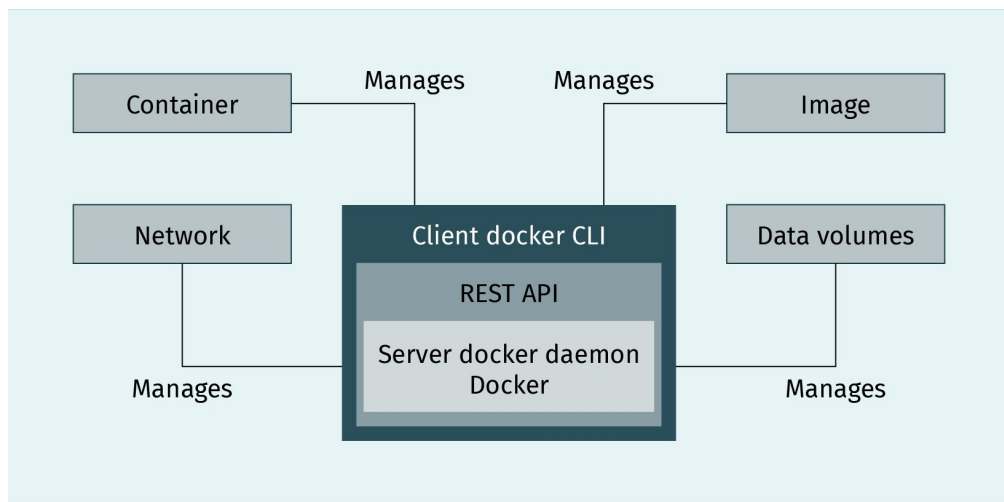 Manages
Manages
Container
Image
Network
Client docker CLI
Data volumes
REST API
Server docker daemon
Docker
Manages
Manages